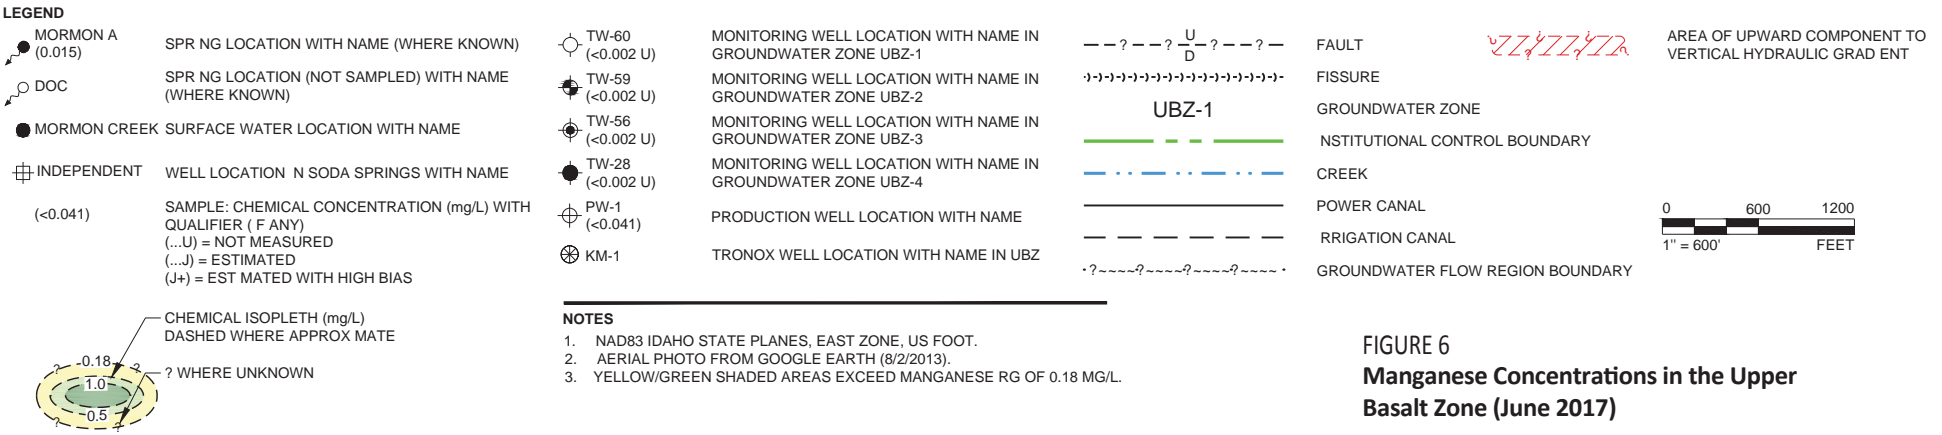 LEGEND
MORMON A
(0.015)
SPR NG LOCATION WITH NAME (WHERE KNOWN)
DOC
SPR NG LOCATION (NOT SAMPLED) WITH NAME
(WHERE KNOWN)
MORMON CREEK
SURFACE WATER LOCATION WITH NAME
INDEPENDENT
WELL LOCATION N SODA SPRINGS WITH NAME
(<0.041)
SAMPLE: CHEMICAL CONCENTRATION (mg/L) WITH
QUALIFIER ( F ANY)
(...U) = NOT MEASURED
(...J) = ESTIMATED
(J+) = EST MATED WITH HIGH BIAS
CHEMICAL ISOPLETH (mg/L)
DASHED WHERE APPROX MATE
? WHERE UNKNOWN
0.18
1.0
0.5
?
?
?
?
TW-60
(<0.002 U)
MONITORING WELL LOCATION WITH NAME IN
GROUNDWATER ZONE UBZ-1
TW-59
(<0.002 U)
MONITORING WELL LOCATION WITH NAME IN
GROUNDWATER ZONE UBZ-2
TW-56
(<0.002 U)
MONITORING WELL LOCATION WITH NAME IN
GROUNDWATER ZONE UBZ-3
TW-28
(<0.002 U)
MONITORING WELL LOCATION WITH NAME IN
GROUNDWATER ZONE UBZ-4
PW-1
(<0.041)
PRODUCTION WELL LOCATION WITH NAME
KM-1
TRONOX WELL LOCATION WITH NAME IN UBZ
NOTES
1. NAD83 IDAHO STATE PLANES, EAST ZONE, US FOOT.
2. AERIAL PHOTO FROM GOOGLE EARTH (8/2/2013).
3. YELLOW/GREEN SHADED AREAS EXCEED MANGANESE RG OF 0.18 MG/L.
U
? ? ? ?
D
FAULT
FISSURE
UBZ-1
GROUNDWATER ZONE
NSTITUTIONAL CONTROL BOUNDARY
CREEK
POWER CANAL
RRIGATION CANAL
? ? ? ?
GROUNDWATER FLOW REGION BOUNDARY
AREA OF UPWARD COMPONENT TO
VERTICAL HYDRAULIC GRAD ENT
0 600 1200
1" = 600' FEET
FIGURE 6
Manganese Concentrations in the Upper
Basalt Zone (June 2017)